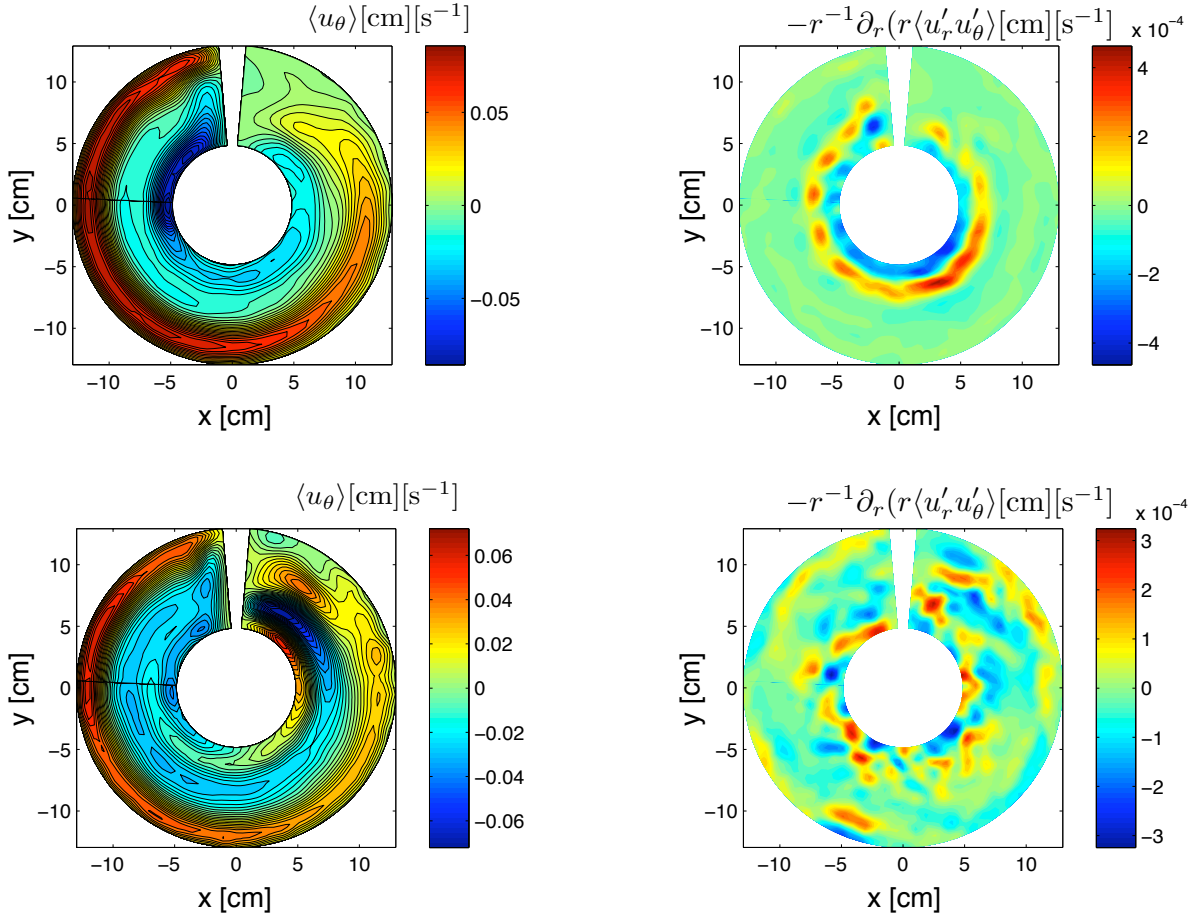 ⟨u_θ⟩[cm][s⁻¹]
10
5
0
−5
−10
y [cm]
−10 −5 0 5 10
x [cm]
0.05
0
−0.05
−r⁻¹∂_r(r⟨u′_r u′_θ⟩[cm][s⁻¹]
x 10⁻⁴
10
5
0
−5
−10
y [cm]
−10 −5 0 5 10
x [cm]
4
2
0
−2
−4
⟨u_θ⟩[cm][s⁻¹]
10
5
0
−5
−10
y [cm]
−10 −5 0 5 10
x [cm]
0.06
0.04
0.02
0
−0.02
−0.04
−0.06
−r⁻¹∂_r(r⟨u′_r u′_θ⟩[cm][s⁻¹]
x 10⁻⁴
10
5
0
−5
−10
y [cm]
−10 −5 0 5 10
x [cm]
3
2
1
0
−1
−2
−3